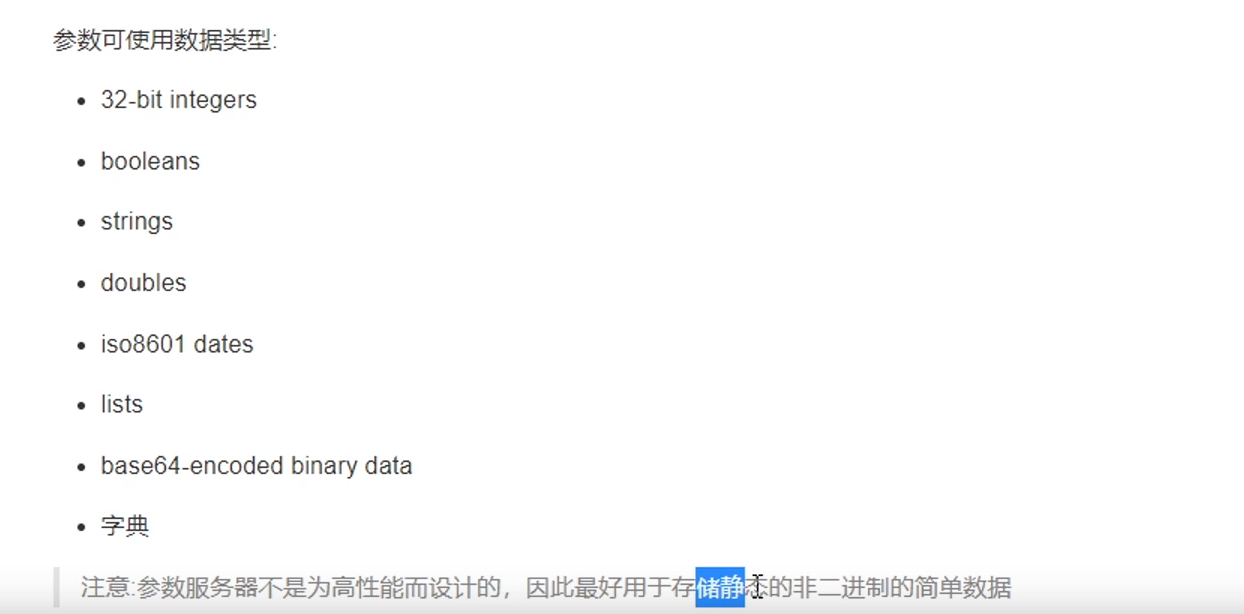 参数可使用数据类型:
32-bit integers
booleans
strings
doubles
iso8601 dates
lists
base64-encoded binary data
字典
注意:参数服务器不是为高性能而设计的，因此最好用于存储静态的非二进制的简单数据